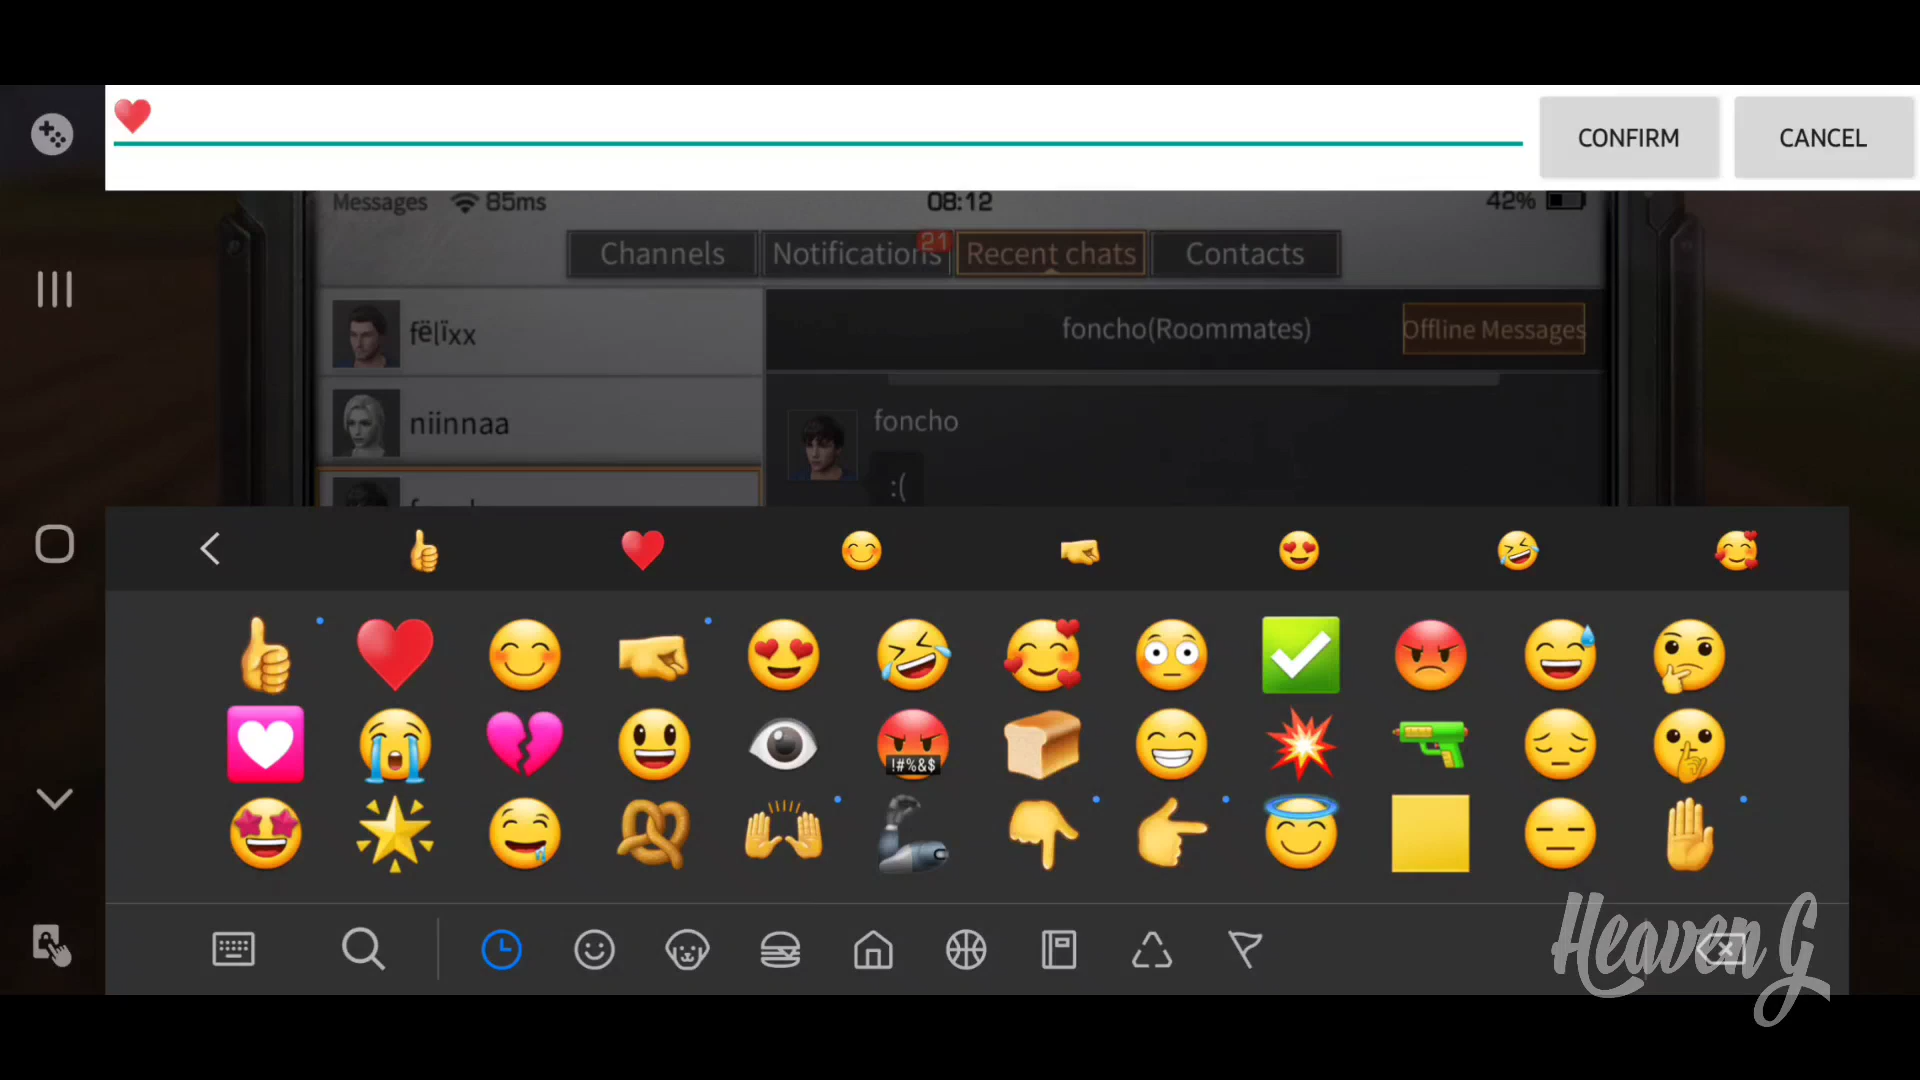 ❤️
CONFIRM
CANCEL
Messages 85ms
08:12
42%
Channels
Notifications
21
Recent chats
Contacts
fëlïxx
niinnaa
foncho(Roommates)
Offline Messages
foncho
:(
!#%&$
Heaven G